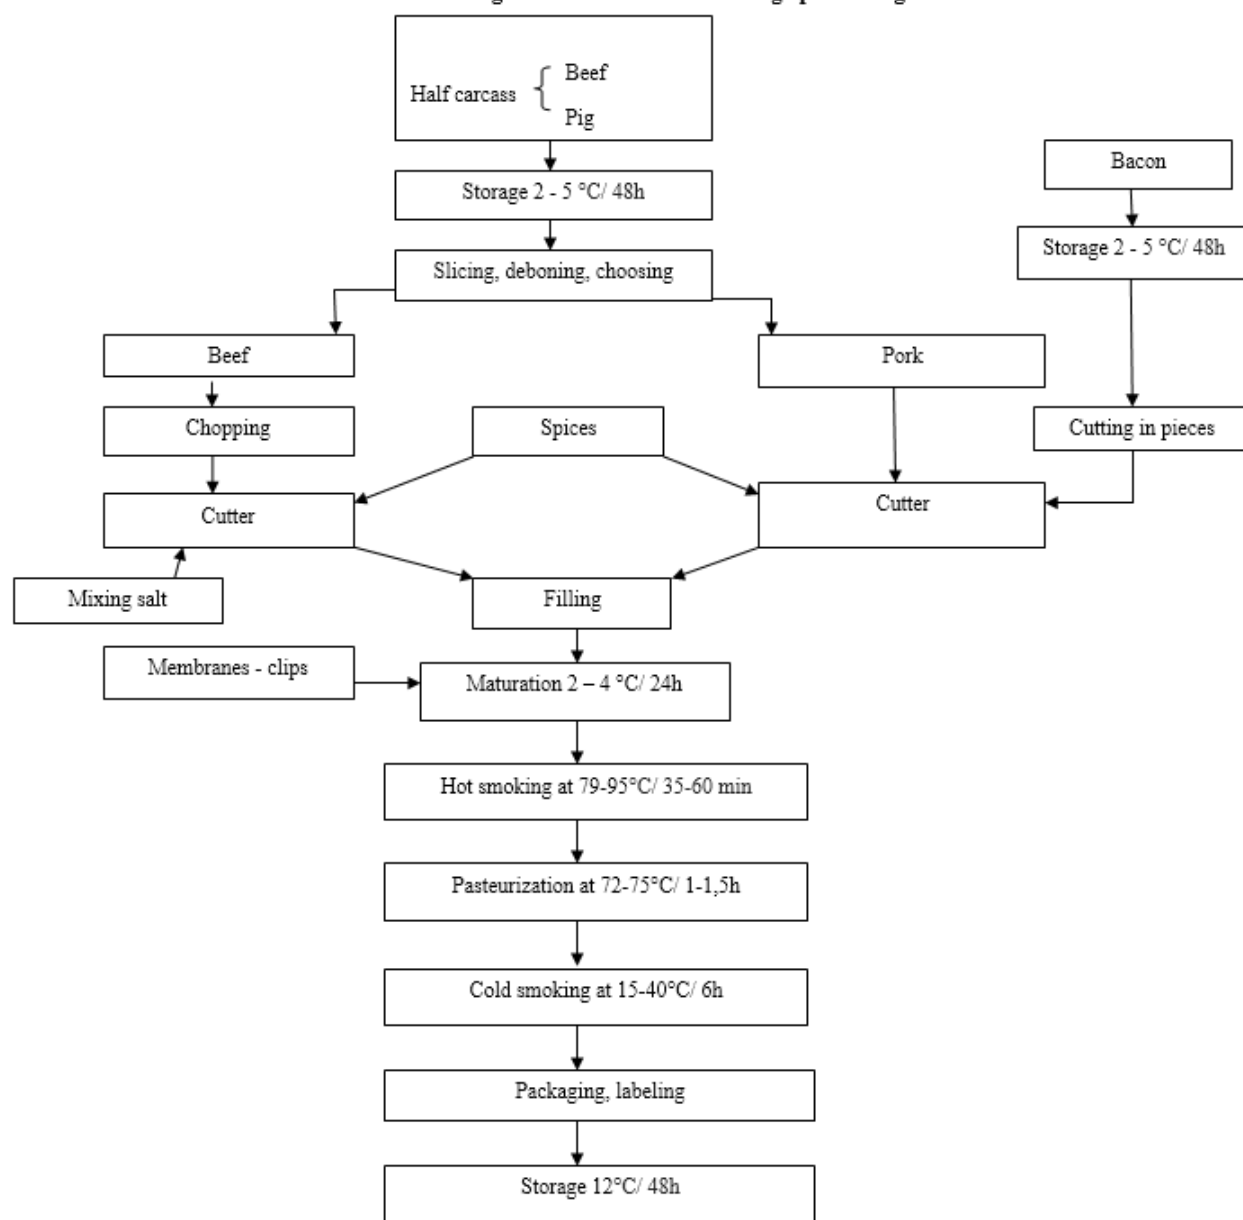 Beef
Half carcass
Pig
Bacon
Storage 2 - 5 °C/ 48h
Storage 2 - 5 °C/ 48h
Slicing, deboning, choosing
Beef
Pork
Chopping
Spices
Cutting in pieces
Cutter
Cutter
Mixing salt
Filling
Membranes - clips
Maturation 2 – 4 °C/ 24h
Hot smoking at 79-95°C/ 35-60 min
Pasteurization at 72-75°C/ 1-1,5h
Cold smoking at 15-40°C/ 6h
Packaging, labeling
Storage 12°C/ 48h